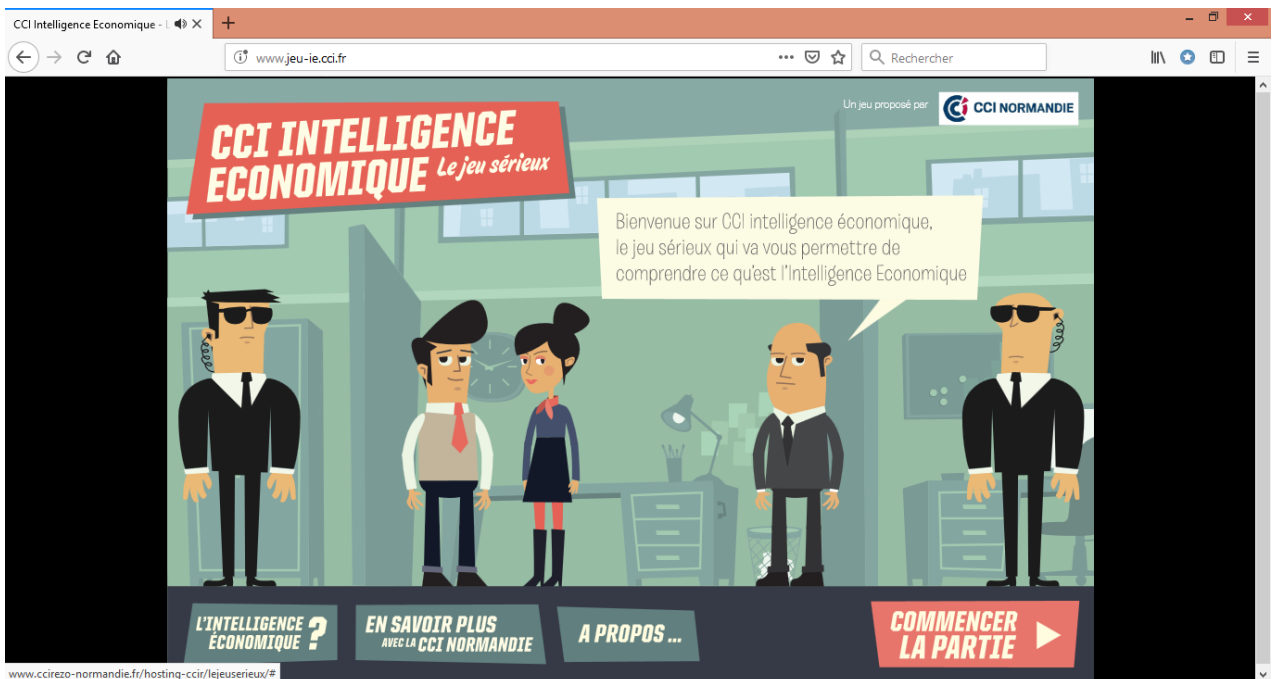 CCI Intelligence Economique - L
www.jeu-ie.cci.fr
Rechercher
CCI INTELLIGENCE
ECONOMIQUE Le jeu sérieux
Un jeu proposé par
CCI NORMANDIE
Bienvenue sur CCI intelligence économique,
le jeu sérieux qui va vous permettre de
comprendre ce qu'est l'Intelligence Economique
L'INTELLIGENCE
ÉCONOMIQUE ?
EN SAVOIR PLUS
AVEC LA CCI NORMANDIE
A PROPOS ...
COMMENCER
LA PARTIE
www.ccirezo-normandie.fr/hosting-ccir/lejeuserieux/#